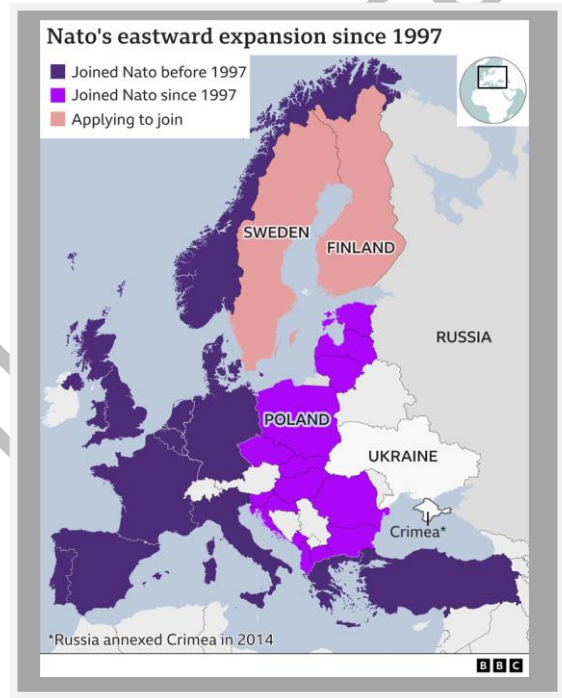 Nato's eastward expansion since 1997
Joined Nato before 1997
Joined Nato since 1997
Applying to join
SWEDEN
FINLAND
RUSSIA
POLAND
UKRAINE
Crimea*
*Russia annexed Crimea in 2014
BBC